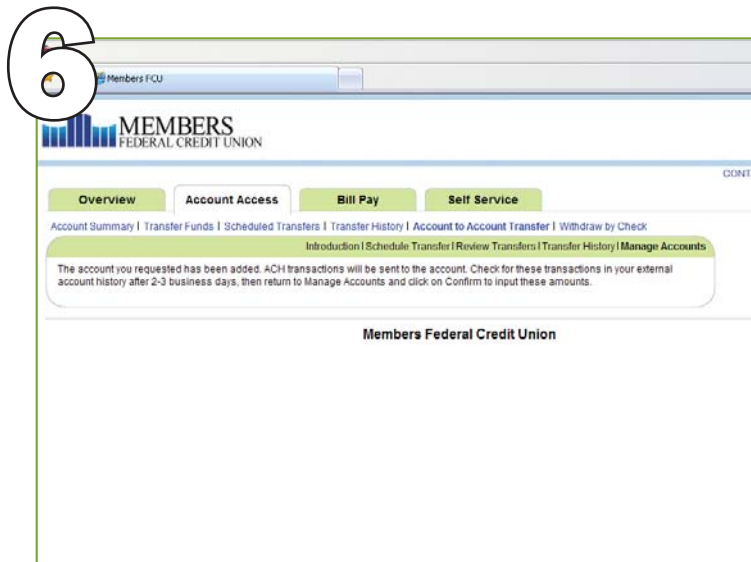 6
Members FCU
MEMBERS
FEDERAL CREDIT UNION
Overview Account Access Bill Pay Self Service
Account Summary | Transfer Funds | Scheduled Transfers | Transfer History | Account to Account Transfer | Withdraw by Check
Introduction | Schedule Transfer | Review Transfers | Transfer History | Manage Accounts
The account you requested has been added. ACH transactions will be sent to the account. Check for these transactions in your external
account history after 2-3 business days, then return to Manage Accounts and click on Confirm to input these amounts.
Members Federal Credit Union